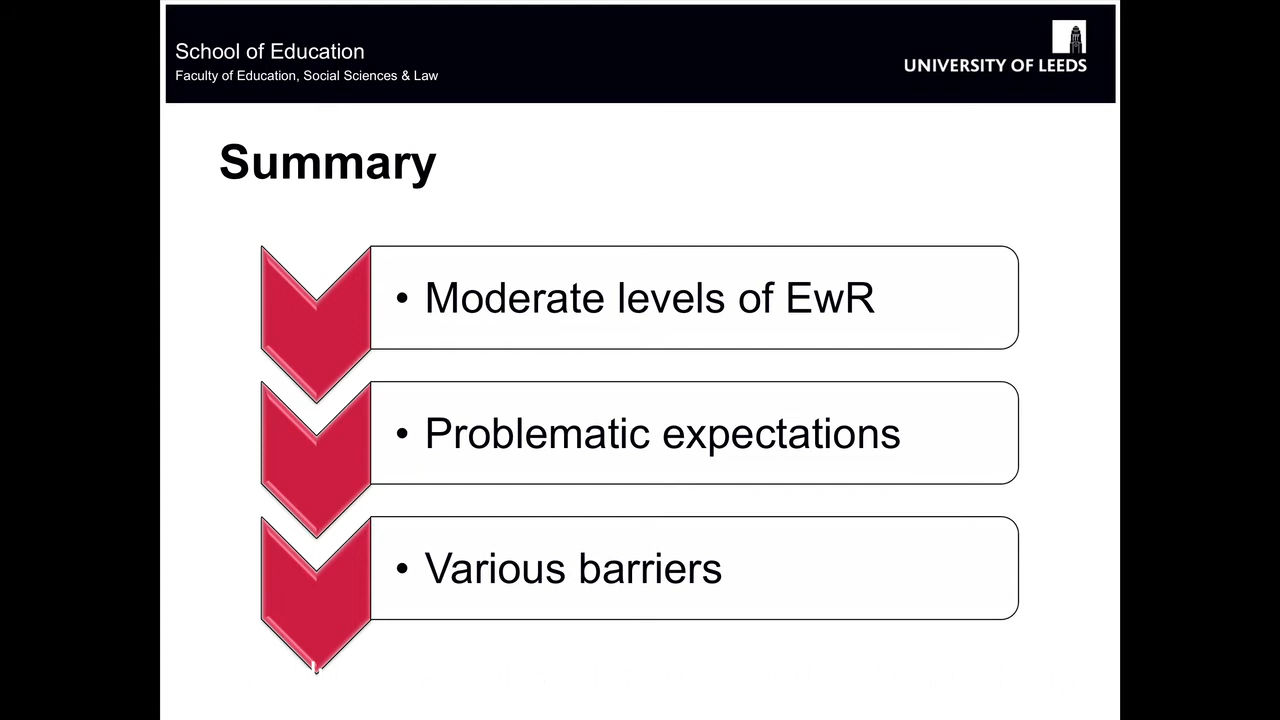 School of Education
Faculty of Education, Social Sciences & Law
UNIVERSITY OF LEEDS
Summary
• Moderate levels of EwR
• Problematic expectations
• Various barriers